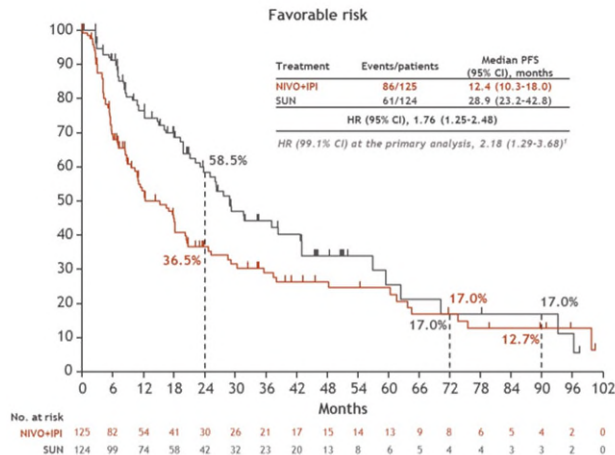 Favorable risk
100
90
80
70
60
50
40
30
20
10
0
Treatment Events/patients Median PFS (95% CI), months
NIVO+IPI 86/125 12.4 (10.3-18.0)
SUN 61/124 28.9 (23.2-42.8)
HR (95% CI), 1.76 (1.25-2.48)
HR (99.1% CI) at the primary analysis, 2.18 (1.29-3.68)¹
58.5%
36.5%
17.0%
17.0%
17.0%
12.7%
0 6 12 18 24 30 36 42 48 54 60 66 72 78 84 90 96 102
Months
No. at risk
NIVO+IPI 125 82 54 41 30 26 21 17 15 14 13 9 8 6 5 4 2 0
SUN 124 99 74 58 42 32 23 20 13 8 6 5 4 4 3 3 2 0